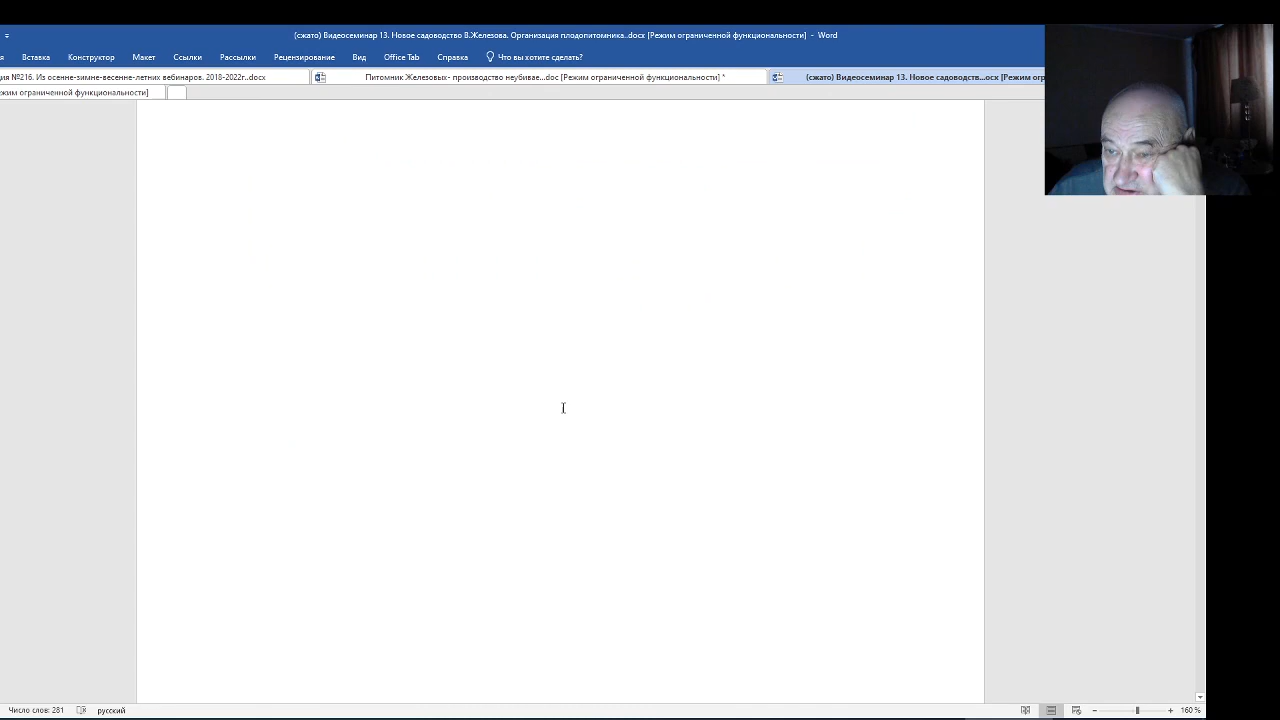 (сжато) Видеосеминар 13. Новое садоводство В.Железова. Организация плодопитомника..docx [Режим ограниченной функциональности] - Word
Вставка Конструктор Макет Ссылки Рассылки Рецензирование Вид Office Tab Справка Что вы хотите сделать?
ия №216. Из осенне-зимне-весенне-летних вебинаров. 2018-2022г..docx Питомник Железовых- производство неубивае...doc [Режим ограниченной функциональности] * (сжато) Видеосеминар 13. Новое садоводств...ocx [Режим огр
жим ограниченной функциональности]
Число слов: 281 русский 160 %